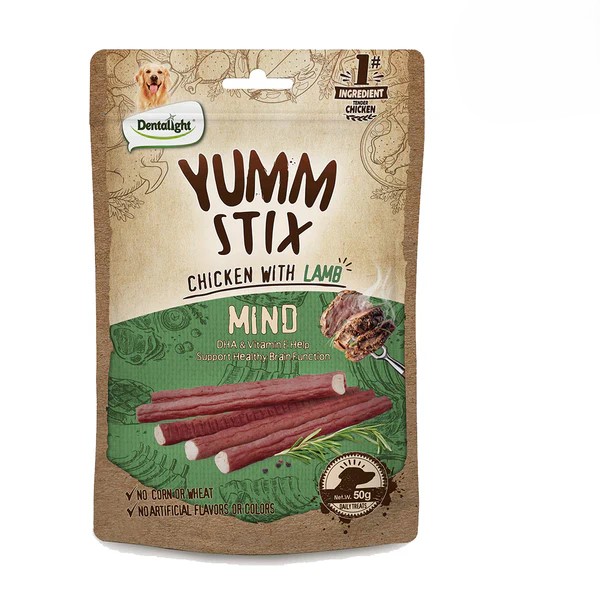 Dentalight
1#
INGREDIENT
TENDER
CHICKEN
YUMM
STIX
CHICKEN WITH LAMB
MIND
DHA & Vitamin E Help
Support Healthy Brain Function
✓ NO CORN OR WHEAT
✓ NO ARTIFICIAL FLAVORS OR COLORS
Net.W. 50g
DAILY TREATS